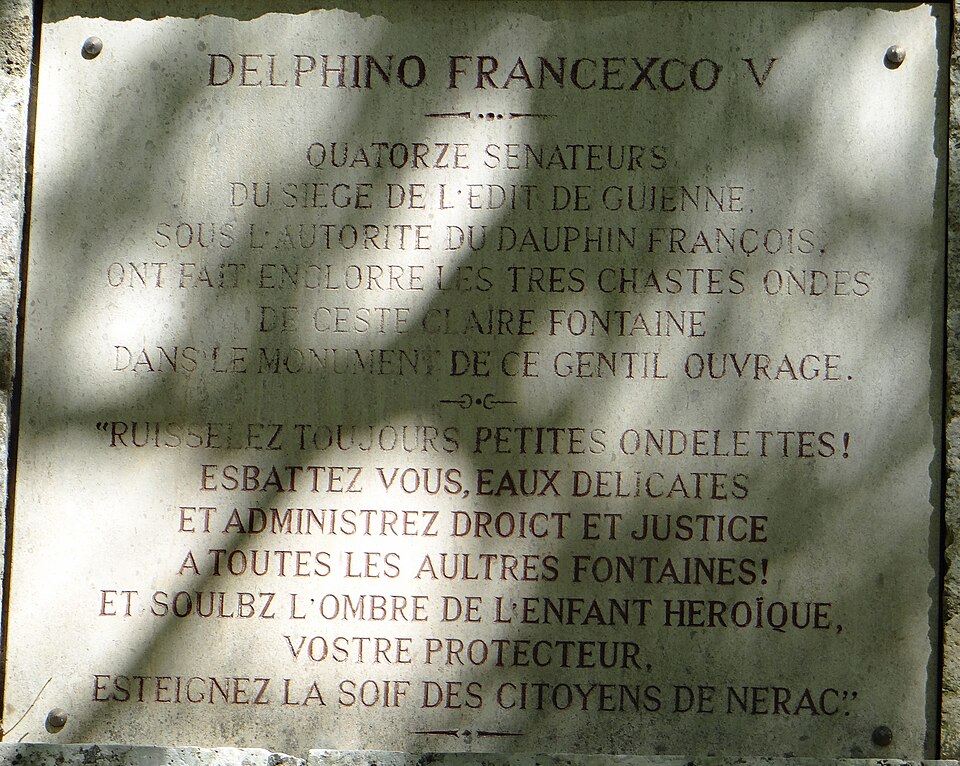 DELPHINO FRANCEXCO V
QUATORZE SENATEURS
DU SIEGE DE L'EDIT DE GUIENNE,
SOUS L'AUTORITE DU DAUPHIN FRANÇOIS,
ONT FAIT ENCLORRE LES TRES CHASTES ONDES
DE CESTE CLAIRE FONTAINE
DANS LE MONUMENT DE CE GENTIL OUVRAGE.
"RUISSELEZ TOUJOURS PETITES ONDELETTES!
ESBATTEZ VOUS, EAUX DELICATES
ET ADMINISTREZ DROICT ET JUSTICE
A TOUTES LES AULTRES FONTAINES!
ET SOULBZ L'OMBRE DE L'ENFANT HEROÏQUE,
VOSTRE PROTECTEUR,
ESTEIGNEZ LA SOIF DES CITOYENS DE NERAC."